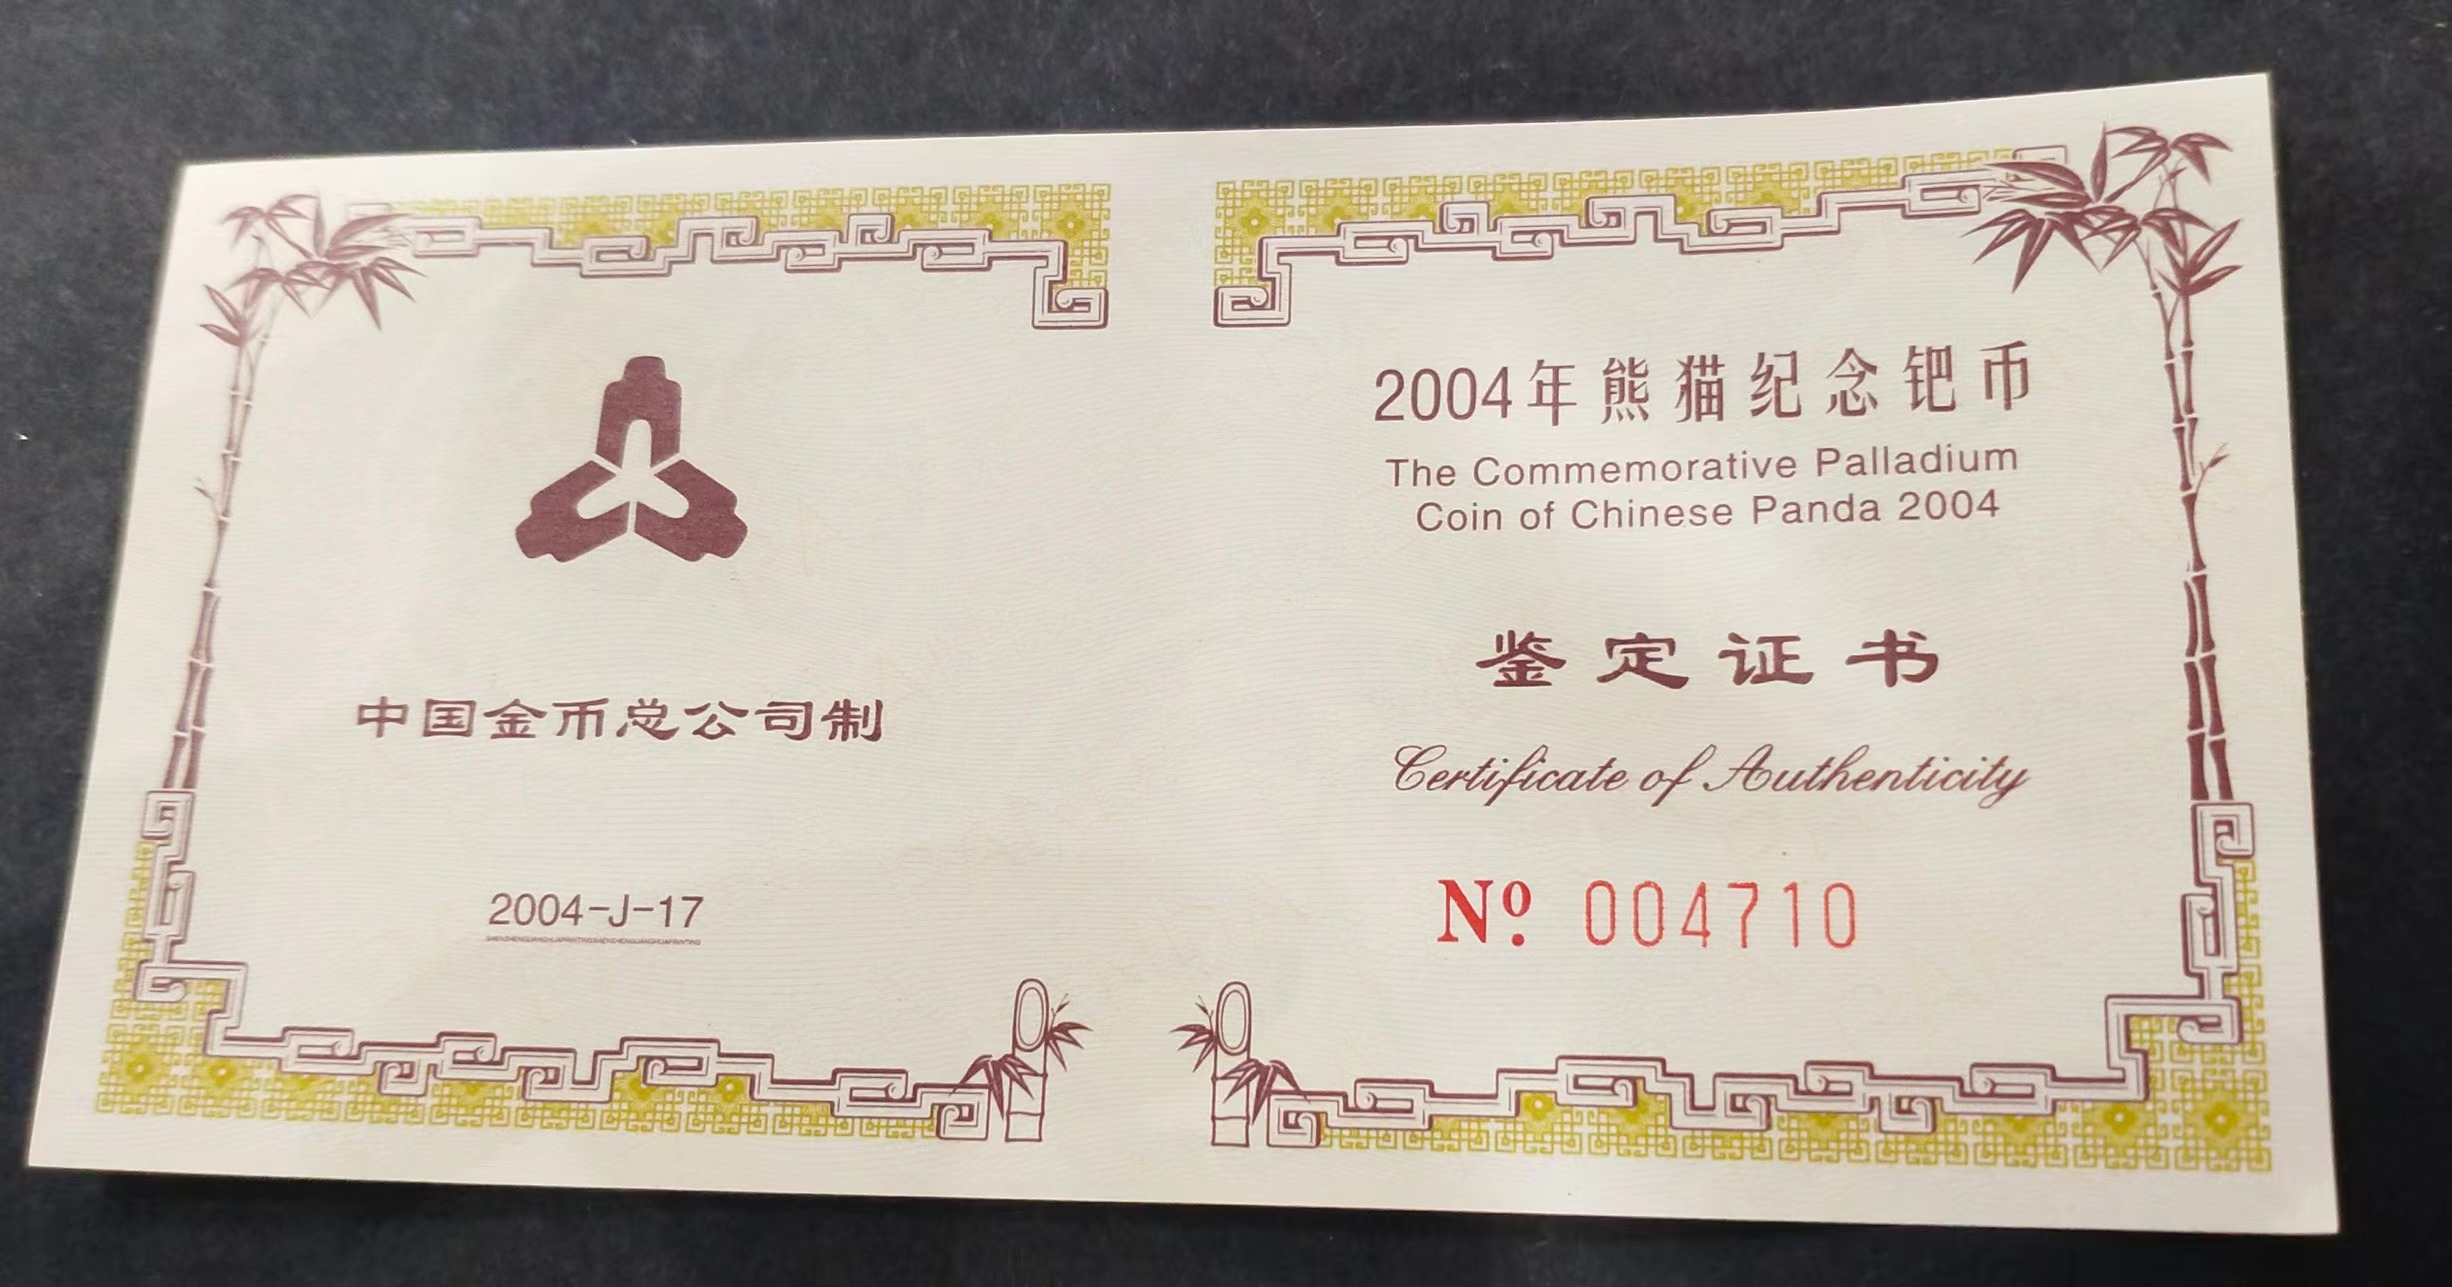 中国金币总公司制
2004-J-17
2004年熊猫纪念钯币
The Commemorative Palladium
Coin of Chinese Panda 2004
鉴定证书
Certificate of Authenticity
Nº. 004710